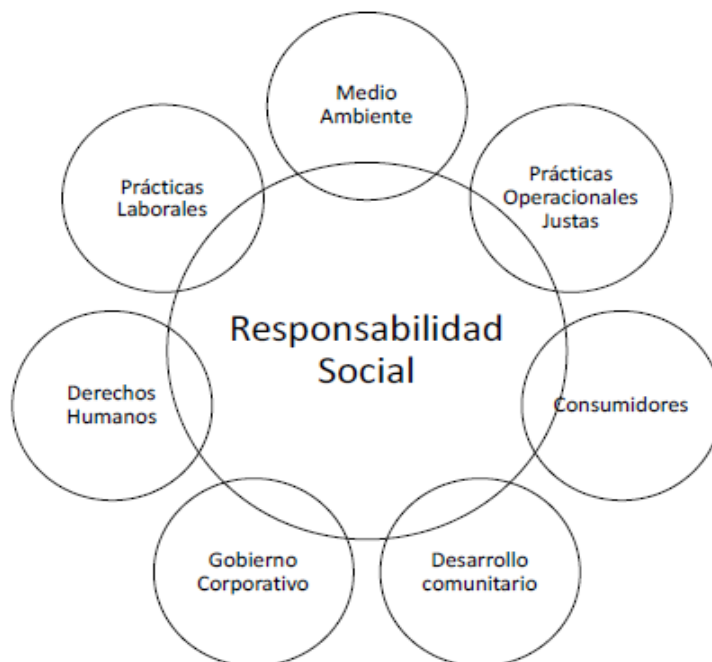 Medio
Ambiente
Prácticas
Operacionales
Justas
Consumidores
Desarrollo
comunitario
Gobierno
Corporativo
Derechos
Humanos
Prácticas
Laborales
Responsabilidad
Social